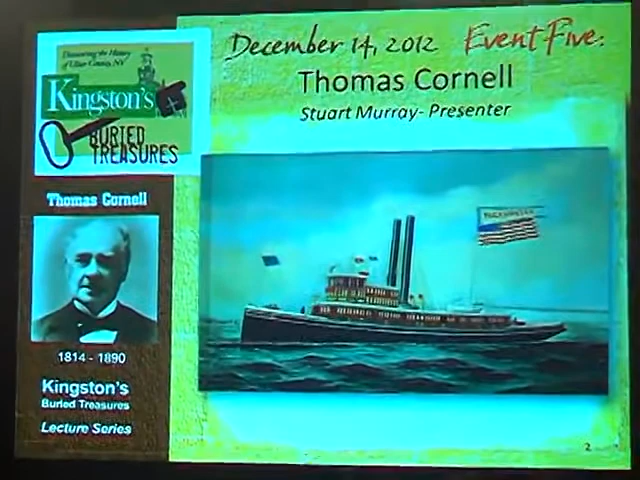 Discovering the History
of Ulster County, NY
Kingston's
BURIED
TREASURES
December 14, 2012 Event Five:
Thomas Cornell
Stuart Murray- Presenter
Thomas Cornell
1814 - 1890
Kingston's
Buried Treasures
Lecture Series
2